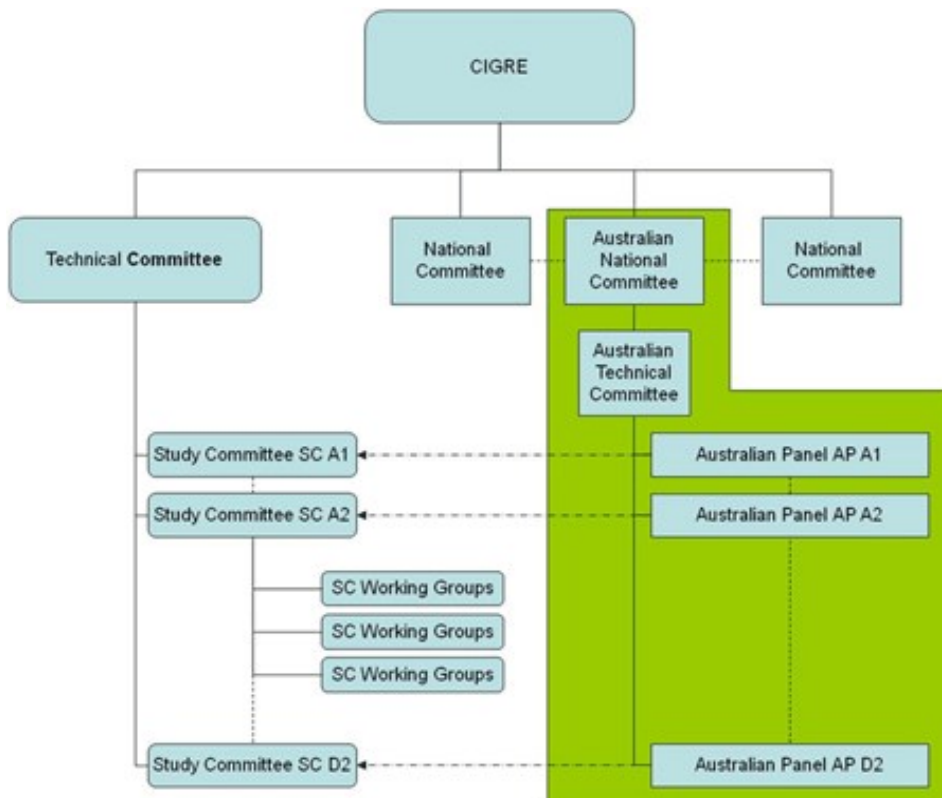 CIGRE
Technical Committee
National
Committee
Australian
National
Committee
National
Committee
Australian
Technical
Committee
Study Committee SC A1
Australian Panel AP A1
Study Committee SC A2
Australian Panel AP A2
SC Working Groups
SC Working Groups
SC Working Groups
Study Committee SC D2
Australian Panel AP D2